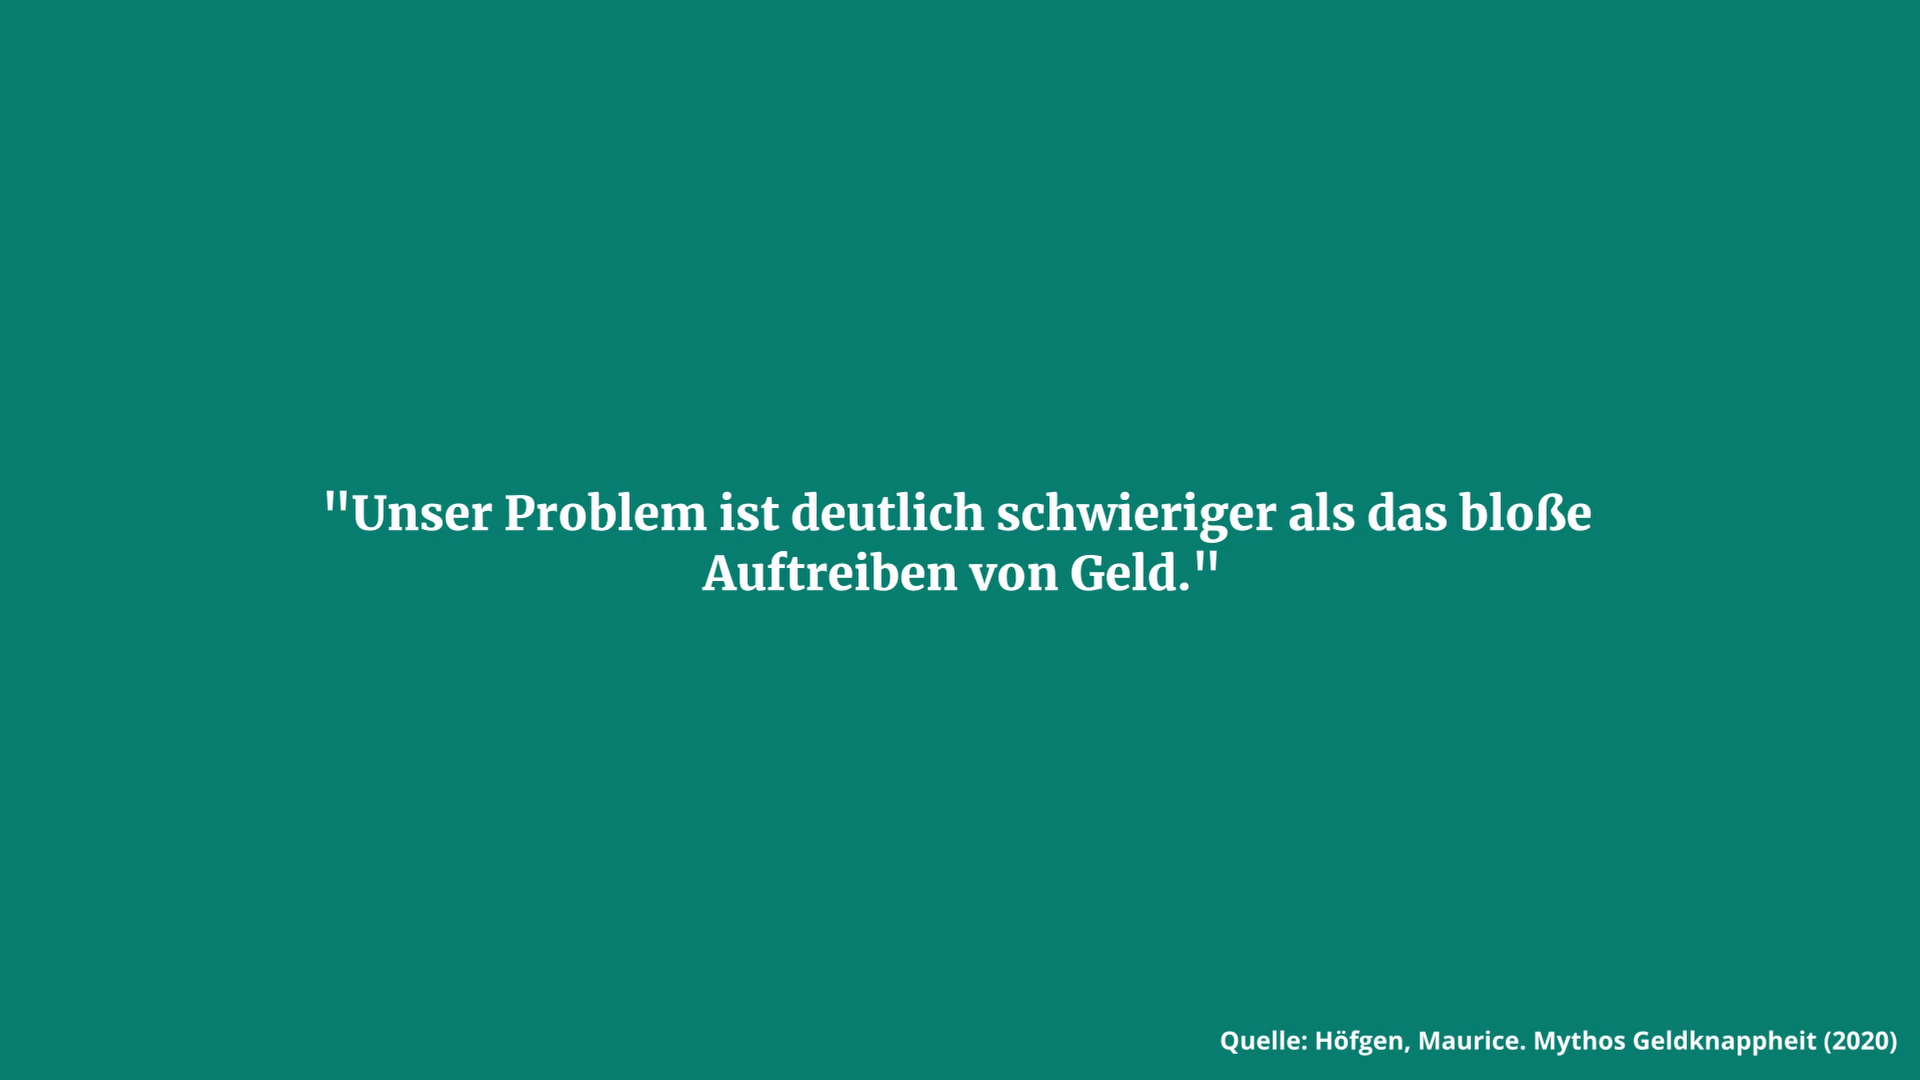 "Unser Problem ist deutlich schwieriger als das bloße
Auftreiben von Geld."
Quelle: Höfgen, Maurice. Mythos Geldknappheit (2020)